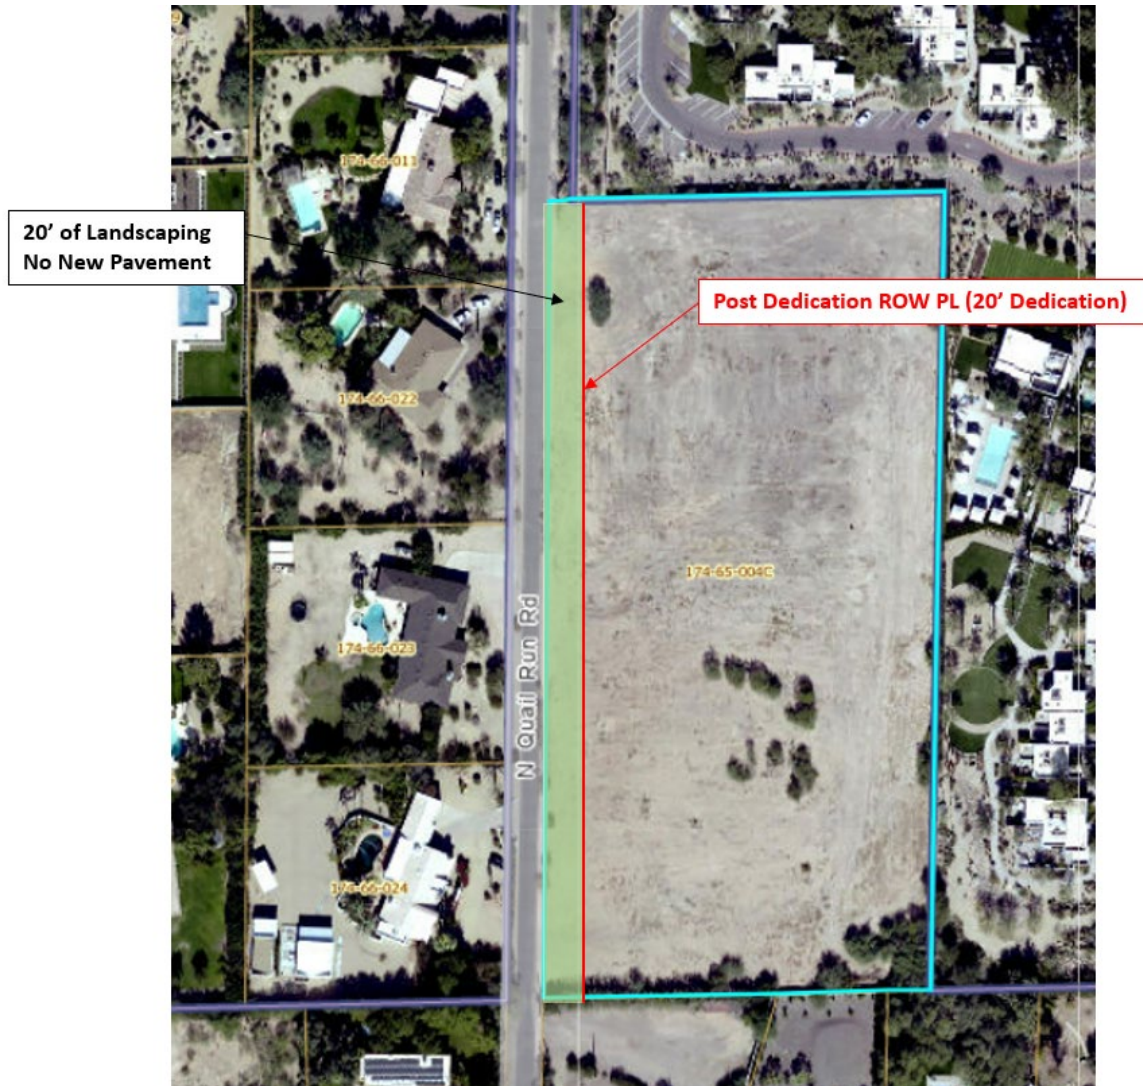 9
174-66-011
20' of Landscaping
No New Pavement
Post Dedication ROW PL (20' Dedication)
174-66-022
174-65-004C
N Quail Run Rd
174-66-023
174-66-024